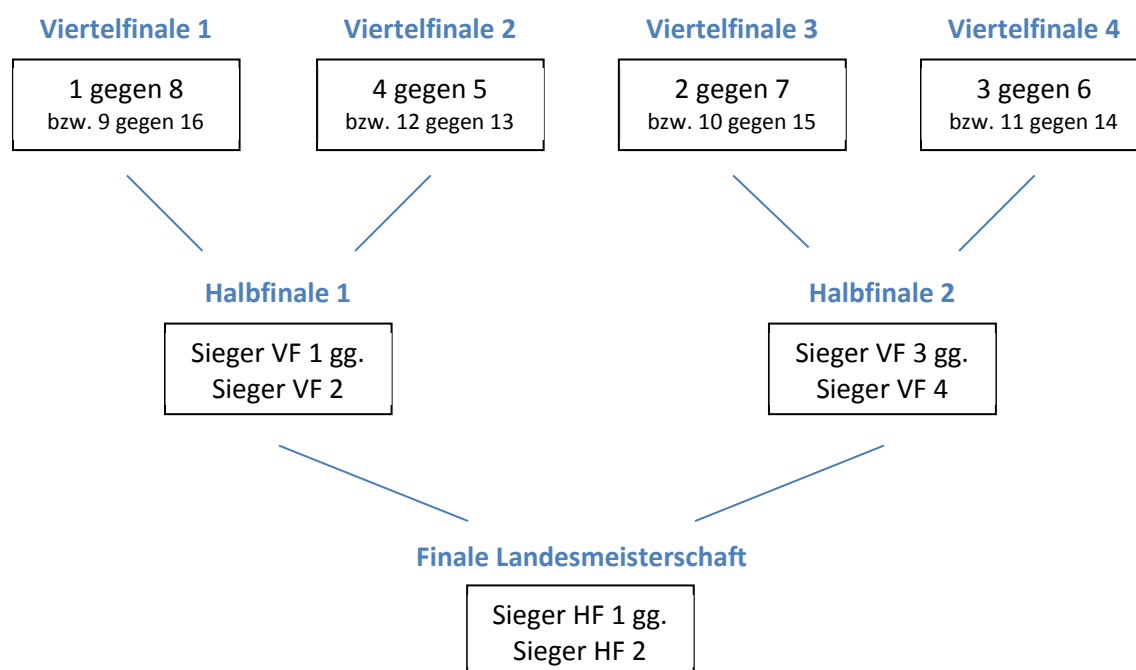 Viertelfinale 1
Viertelfinale 2
Viertelfinale 3
Viertelfinale 4
1 gegen 8
bzw. 9 gegen 16
4 gegen 5
bzw. 12 gegen 13
2 gegen 7
bzw. 10 gegen 15
3 gegen 6
bzw. 11 gegen 14
Halbfinale 1
Halbfinale 2
Sieger VF 1 gg.
Sieger VF 2
Sieger VF 3 gg.
Sieger VF 4
Finale Landesmeisterschaft
Sieger HF 1 gg.
Sieger HF 2